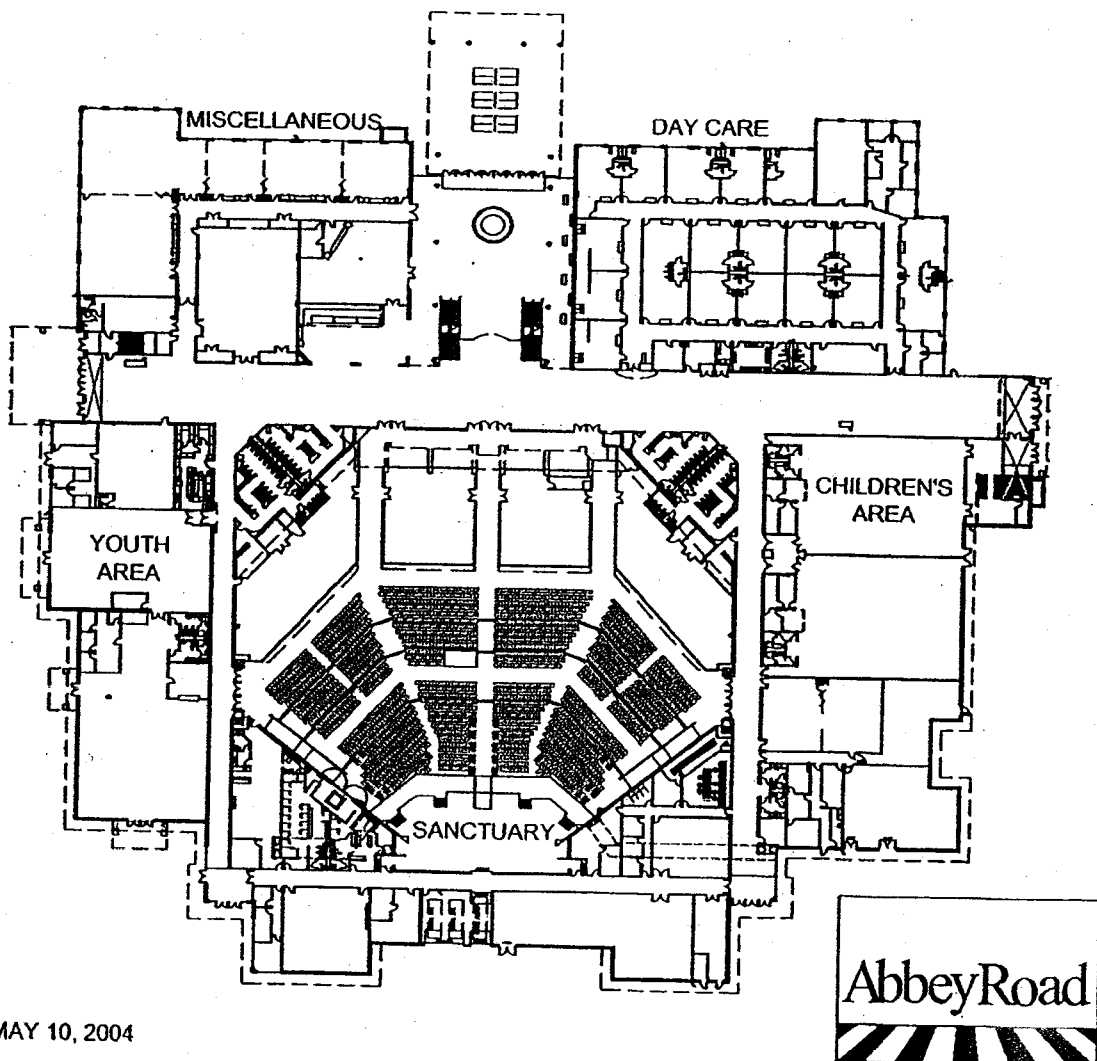 MISCELLANEOUS
DAY CARE
YOUTH
AREA
CHILDREN'S
AREA
SANCTUARY
AbbeyRoad
MAY 10, 2004